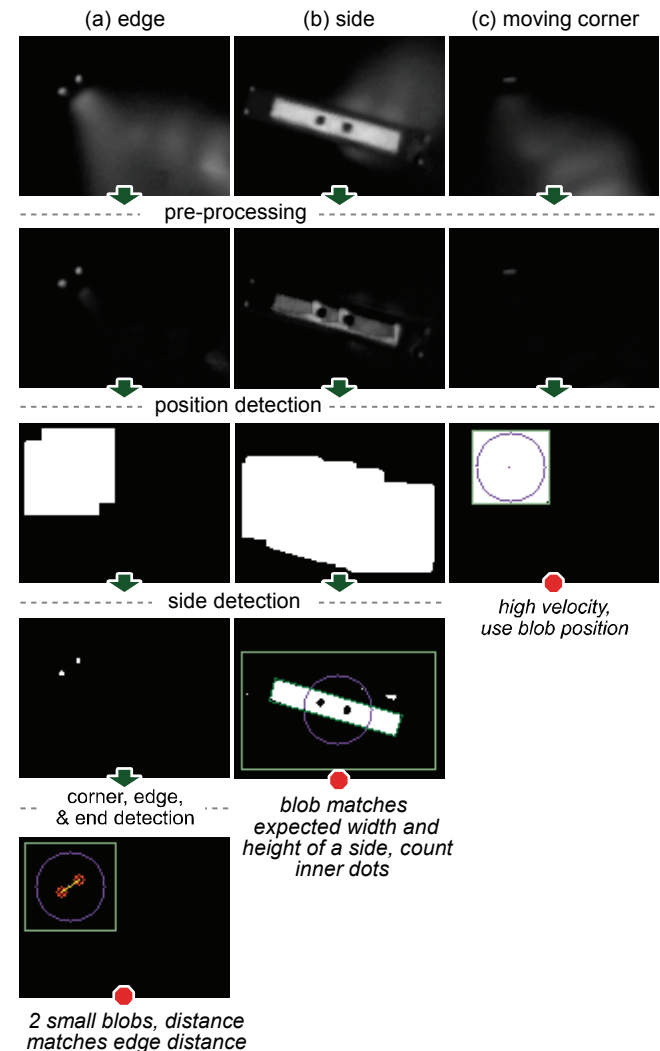 (a) edge
(b) side
(c) moving corner
pre-processing
position detection
side detection
high velocity,
use blob position
corner, edge,
& end detection
blob matches
expected width and
height of a side, count
inner dots
2 small blobs, distance
matches edge distance